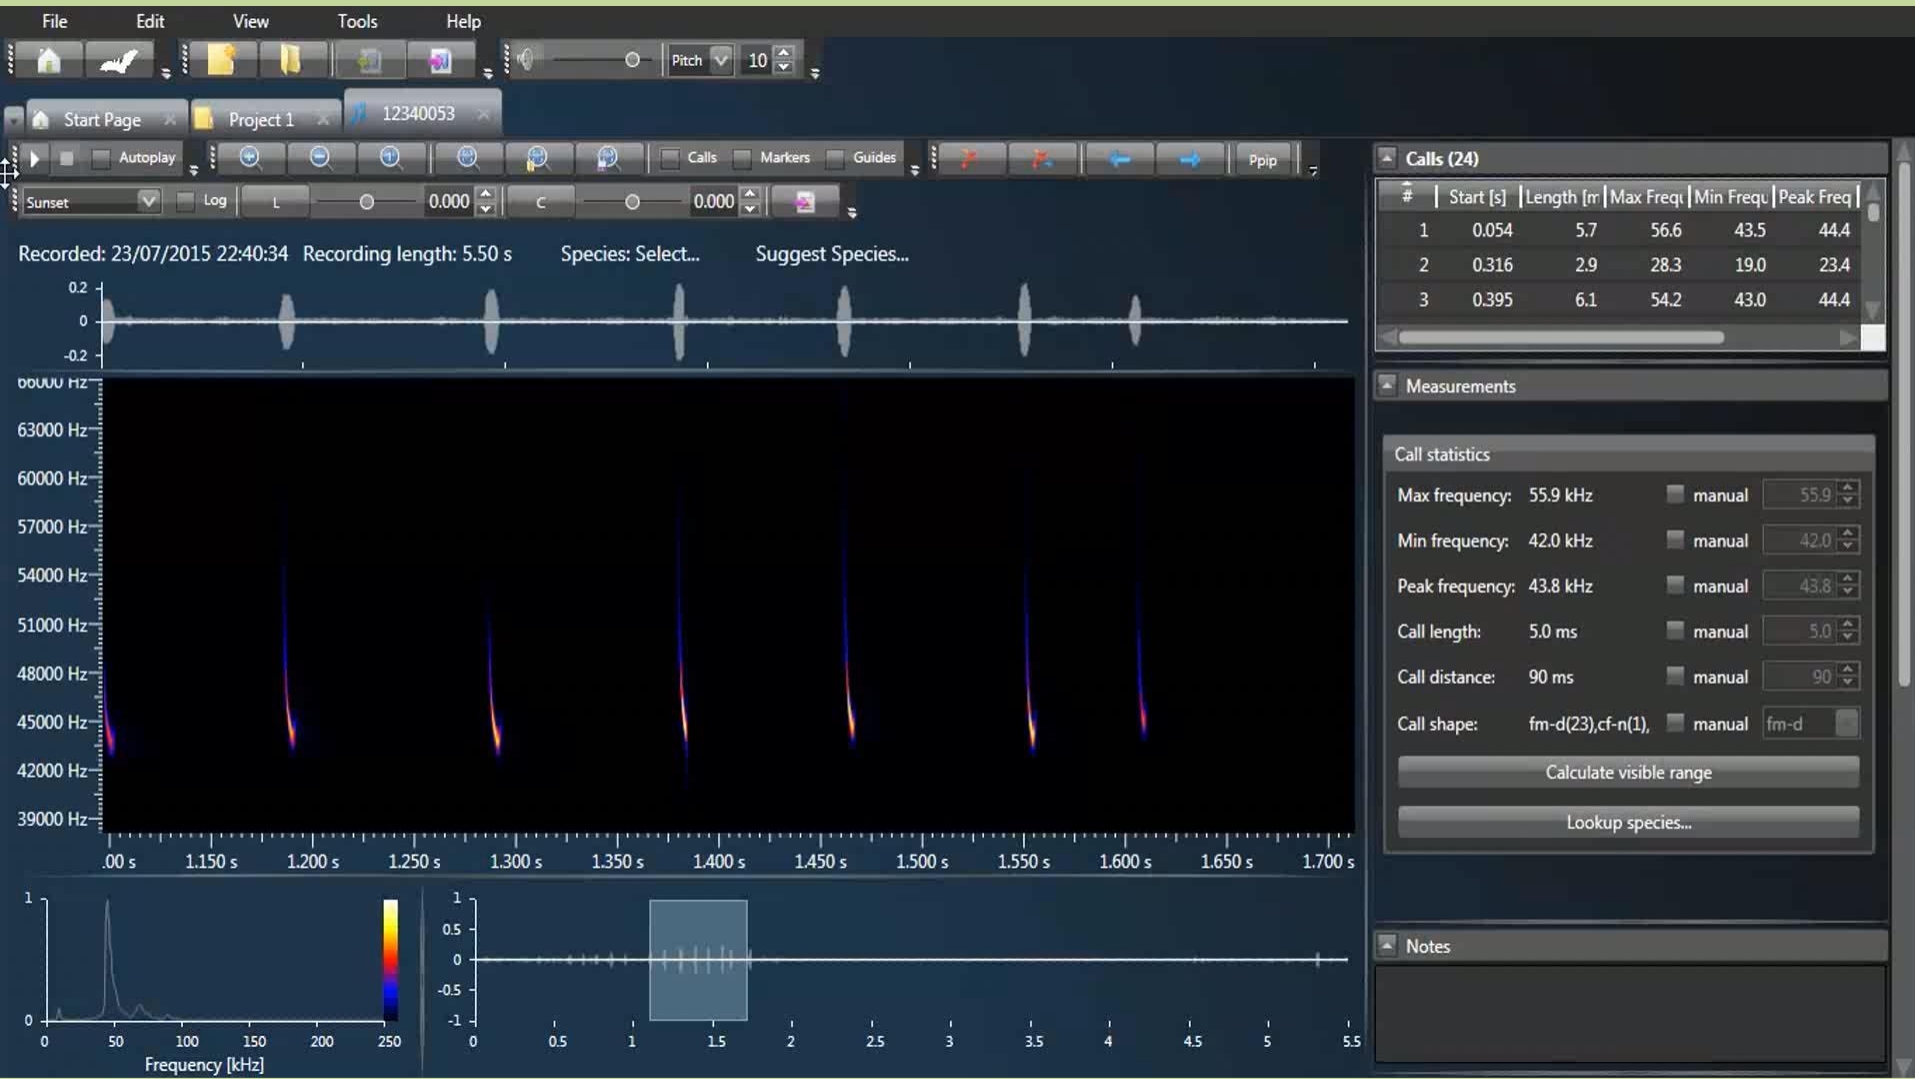 File Edit View Tools Help
Pitch 10
Start Page Project 1 12340053
Autoplay Calls Markers Guides Ppip
Sunset Log L 0.000 C 0.000
Recorded: 23/07/2015 22:40:34 Recording length: 5.50 s Species: Select... Suggest Species...
0.2
0
-0.2
66000 Hz
63000 Hz
60000 Hz
57000 Hz
54000 Hz
51000 Hz
48000 Hz
45000 Hz
42000 Hz
39000 Hz
.00 s 1.150 s 1.200 s 1.250 s 1.300 s 1.350 s 1.400 s 1.450 s 1.500 s 1.550 s 1.600 s 1.650 s 1.700 s
1
0
0 50 100 150 200 250
Frequency [kHz]
1
0.5
0
-0.5
-1
0 0.5 1 1.5 2 2.5 3 3.5 4 4.5 5 5.5
Calls (24)
# Start [s] Length [m Max Frequ Min Frequ Peak Freq
1 0.054 5.7 56.6 43.5 44.4
2 0.316 2.9 28.3 19.0 23.4
3 0.395 6.1 54.2 43.0 44.4
Measurements
Call statistics
Max frequency: 55.9 kHz manual 55.9
Min frequency: 42.0 kHz manual 42.0
Peak frequency: 43.8 kHz manual 43.8
Call length: 5.0 ms manual 5.0
Call distance: 90 ms manual 90
Call shape: fm-d(23),cf-n(1), manual fm-d
Calculate visible range
Lookup species...
Notes